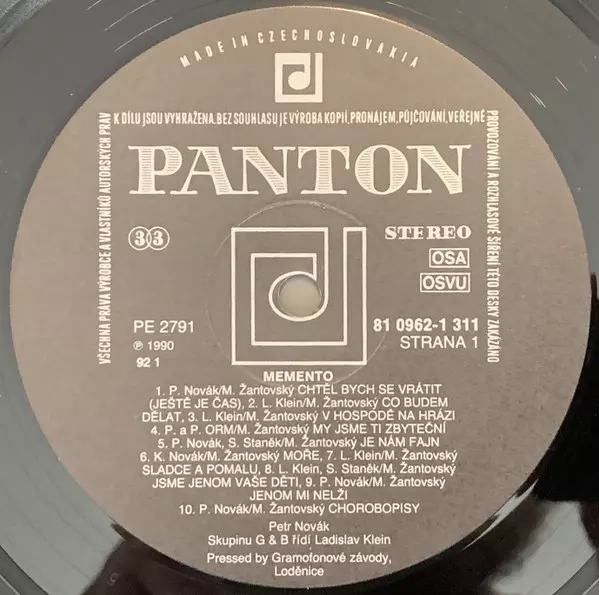 MADE IN CZECHOSLOVAKIA
VŠECHNA PRÁVA VÝROBCE A VLASTNÍKŮ AUTORSKÝCH PRÁV
K DÍLU JSOU VYHRAŽENA. BEZ SOUHLASU JE VÝROBA KOPIÍ, PRONÁJEM, PŮJČOVÁNÍ, VEŘEJNÉ
PROVOZOVÁNÍ A ROZHLASOVÉ ŠÍŘENÍ TÉTO DESKY ZAKÁZÁNO
PANTON
33
STEREO
OSA
OSVU
PE 2791
℗ 1990
92 1
81 0962-1 311
STRANA 1
MEMENTO
1. P. Novák/M. Žantovský CHTĚL BYCH SE VRÁTIT
(JEŠTĚ JE ČAS), 2. L. Klein/M. Žantovský CO BUDEM
DĚLAT, 3. L. Klein/M. Žantovský V HOSPODĚ NA HRÁZI
4. P. a P. ORM/M. Žantovský MY JSME TI ZBYTEČNÍ
5. P. Novák, S. Staněk/M. Žantovský JE NÁM FAJN
6. K. Novák/M. Žantovský MOŘE, 7. L. Klein/M. Žantovský
SLADCE A POMALU, 8. L. Klein, S. Staněk/M. Žantovský
JSME JENOM VAŠE DĚTI, 9. P. Novák/M. Žantovský
JENOM MI NELŽI
10. P. Novák/M. Žantovský CHOROBOPISY
Petr Novák
Skupinu G & B řídí Ladislav Klein
Pressed by Gramofonové závody,
Loděnice